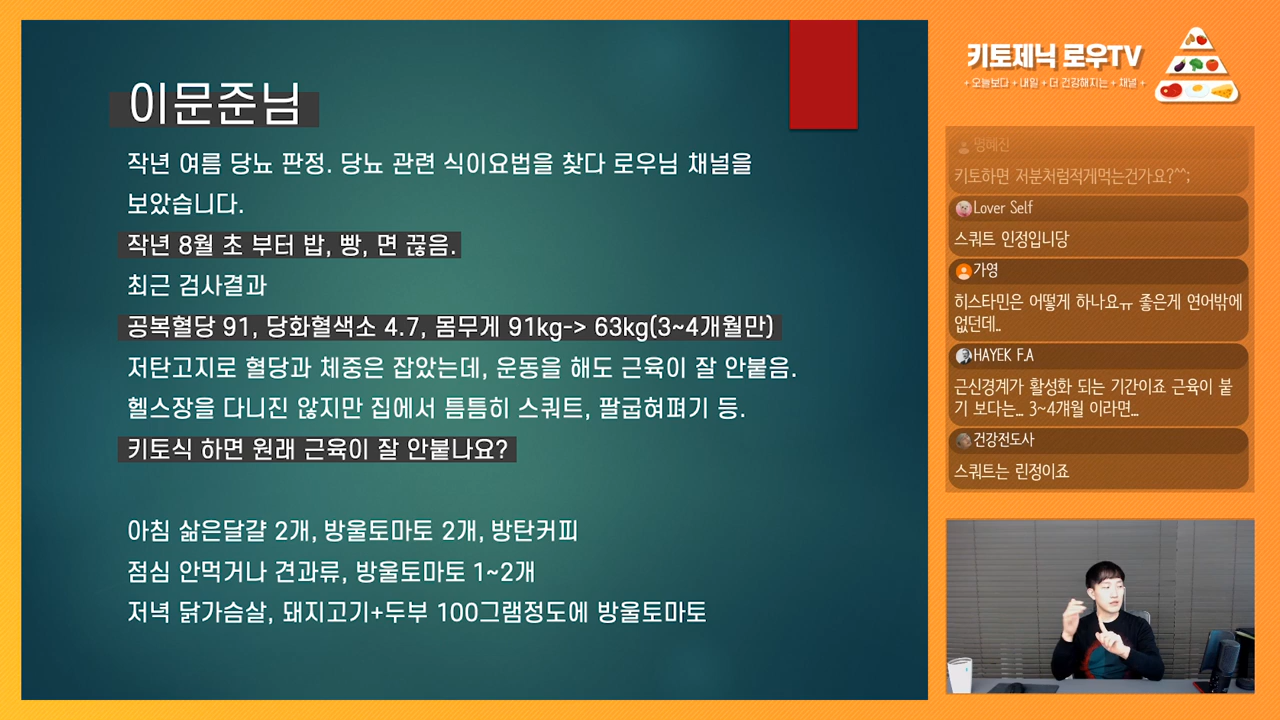 이문준님
작년 여름 당뇨 판정. 당뇨 관련 식이요법을 찾다 로우님 채널을
보았습니다.
작년 8월 초 부터 밥, 빵, 면 끊음.
최근 검사결과
공복혈당 91, 당화혈색소 4.7, 몸무게 91kg-> 63kg(3~4개월만)
저탄고지로 혈당과 체중은 잡았는데, 운동을 해도 근육이 잘 안붙음.
헬스장을 다니진 않지만 집에서 틈틈히 스쿼트, 팔굽혀펴기 등.
키토식 하면 원래 근육이 잘 안붙나요?
아침 삶은달걀 2개, 방울토마토 2개, 방탄커피
점심 안먹거나 견과류, 방울토마토 1~2개
저녁 닭가슴살, 돼지고기+두부 100그램정도에 방울토마토
키토제닉 로우TV
+ 오늘보다 + 내일 + 더 건강해지는 + 채널 +
명혜진
키토하면 저분처럼적게먹는건가요?^^;
Lover Self
스쿼트 인정입니당
가영
히스타민은 어떻게 하나요ㅠ 좋은게 연어밖에
없던데..
HAYEK F.A
근신경계가 활성화 되는 기간이죠 근육이 붙
기 보다는... 3~4개월 이라면...
건강전도사
스쿼트는 린정이죠